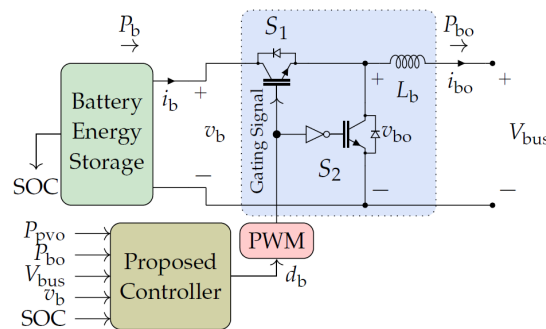 P_b
S_1
P_bo
i_b
+
+
L_b
i_bo
+
Battery
Energy
Storage
v_b
Gating Signal
v_bo
V_bus
S_2
SOC
−
−
−
P_pvo
P_bo
V_bus
v_b
SOC
Proposed
Controller
PWM
d_b